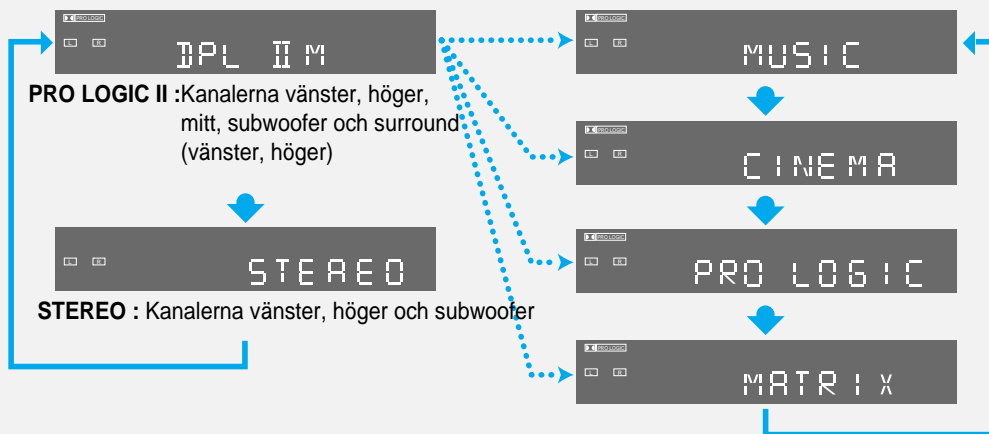 PRO LOGIC
L R
DPL II M
PRO LOGIC II :Kanalerna vänster, höger,
mitt, subwoofer och surround
(vänster, höger)
L R
STEREO
STEREO : Kanalerna vänster, höger och subwoofer
PRO LOGIC
L R
MUSIC
PRO LOGIC
L R
CINEMA
PRO LOGIC
L R
PRO LOGIC
PRO LOGIC
L R
MATRIX